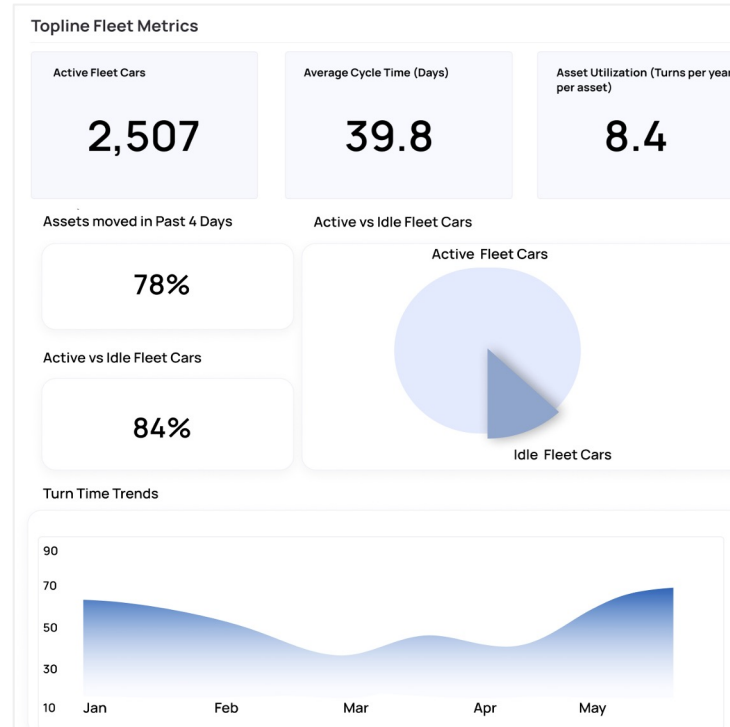 Topline Fleet Metrics
Active Fleet Cars
2,507
Average Cycle Time (Days)
39.8
Asset Utilization (Turns per year
per asset)
8.4
Assets moved in Past 4 Days
78%
Active vs Idle Fleet Cars
84%
Active vs Idle Fleet Cars
Active Fleet Cars
Idle Fleet Cars
Turn Time Trends
90
70
50
30
10
Jan Feb Mar Apr May